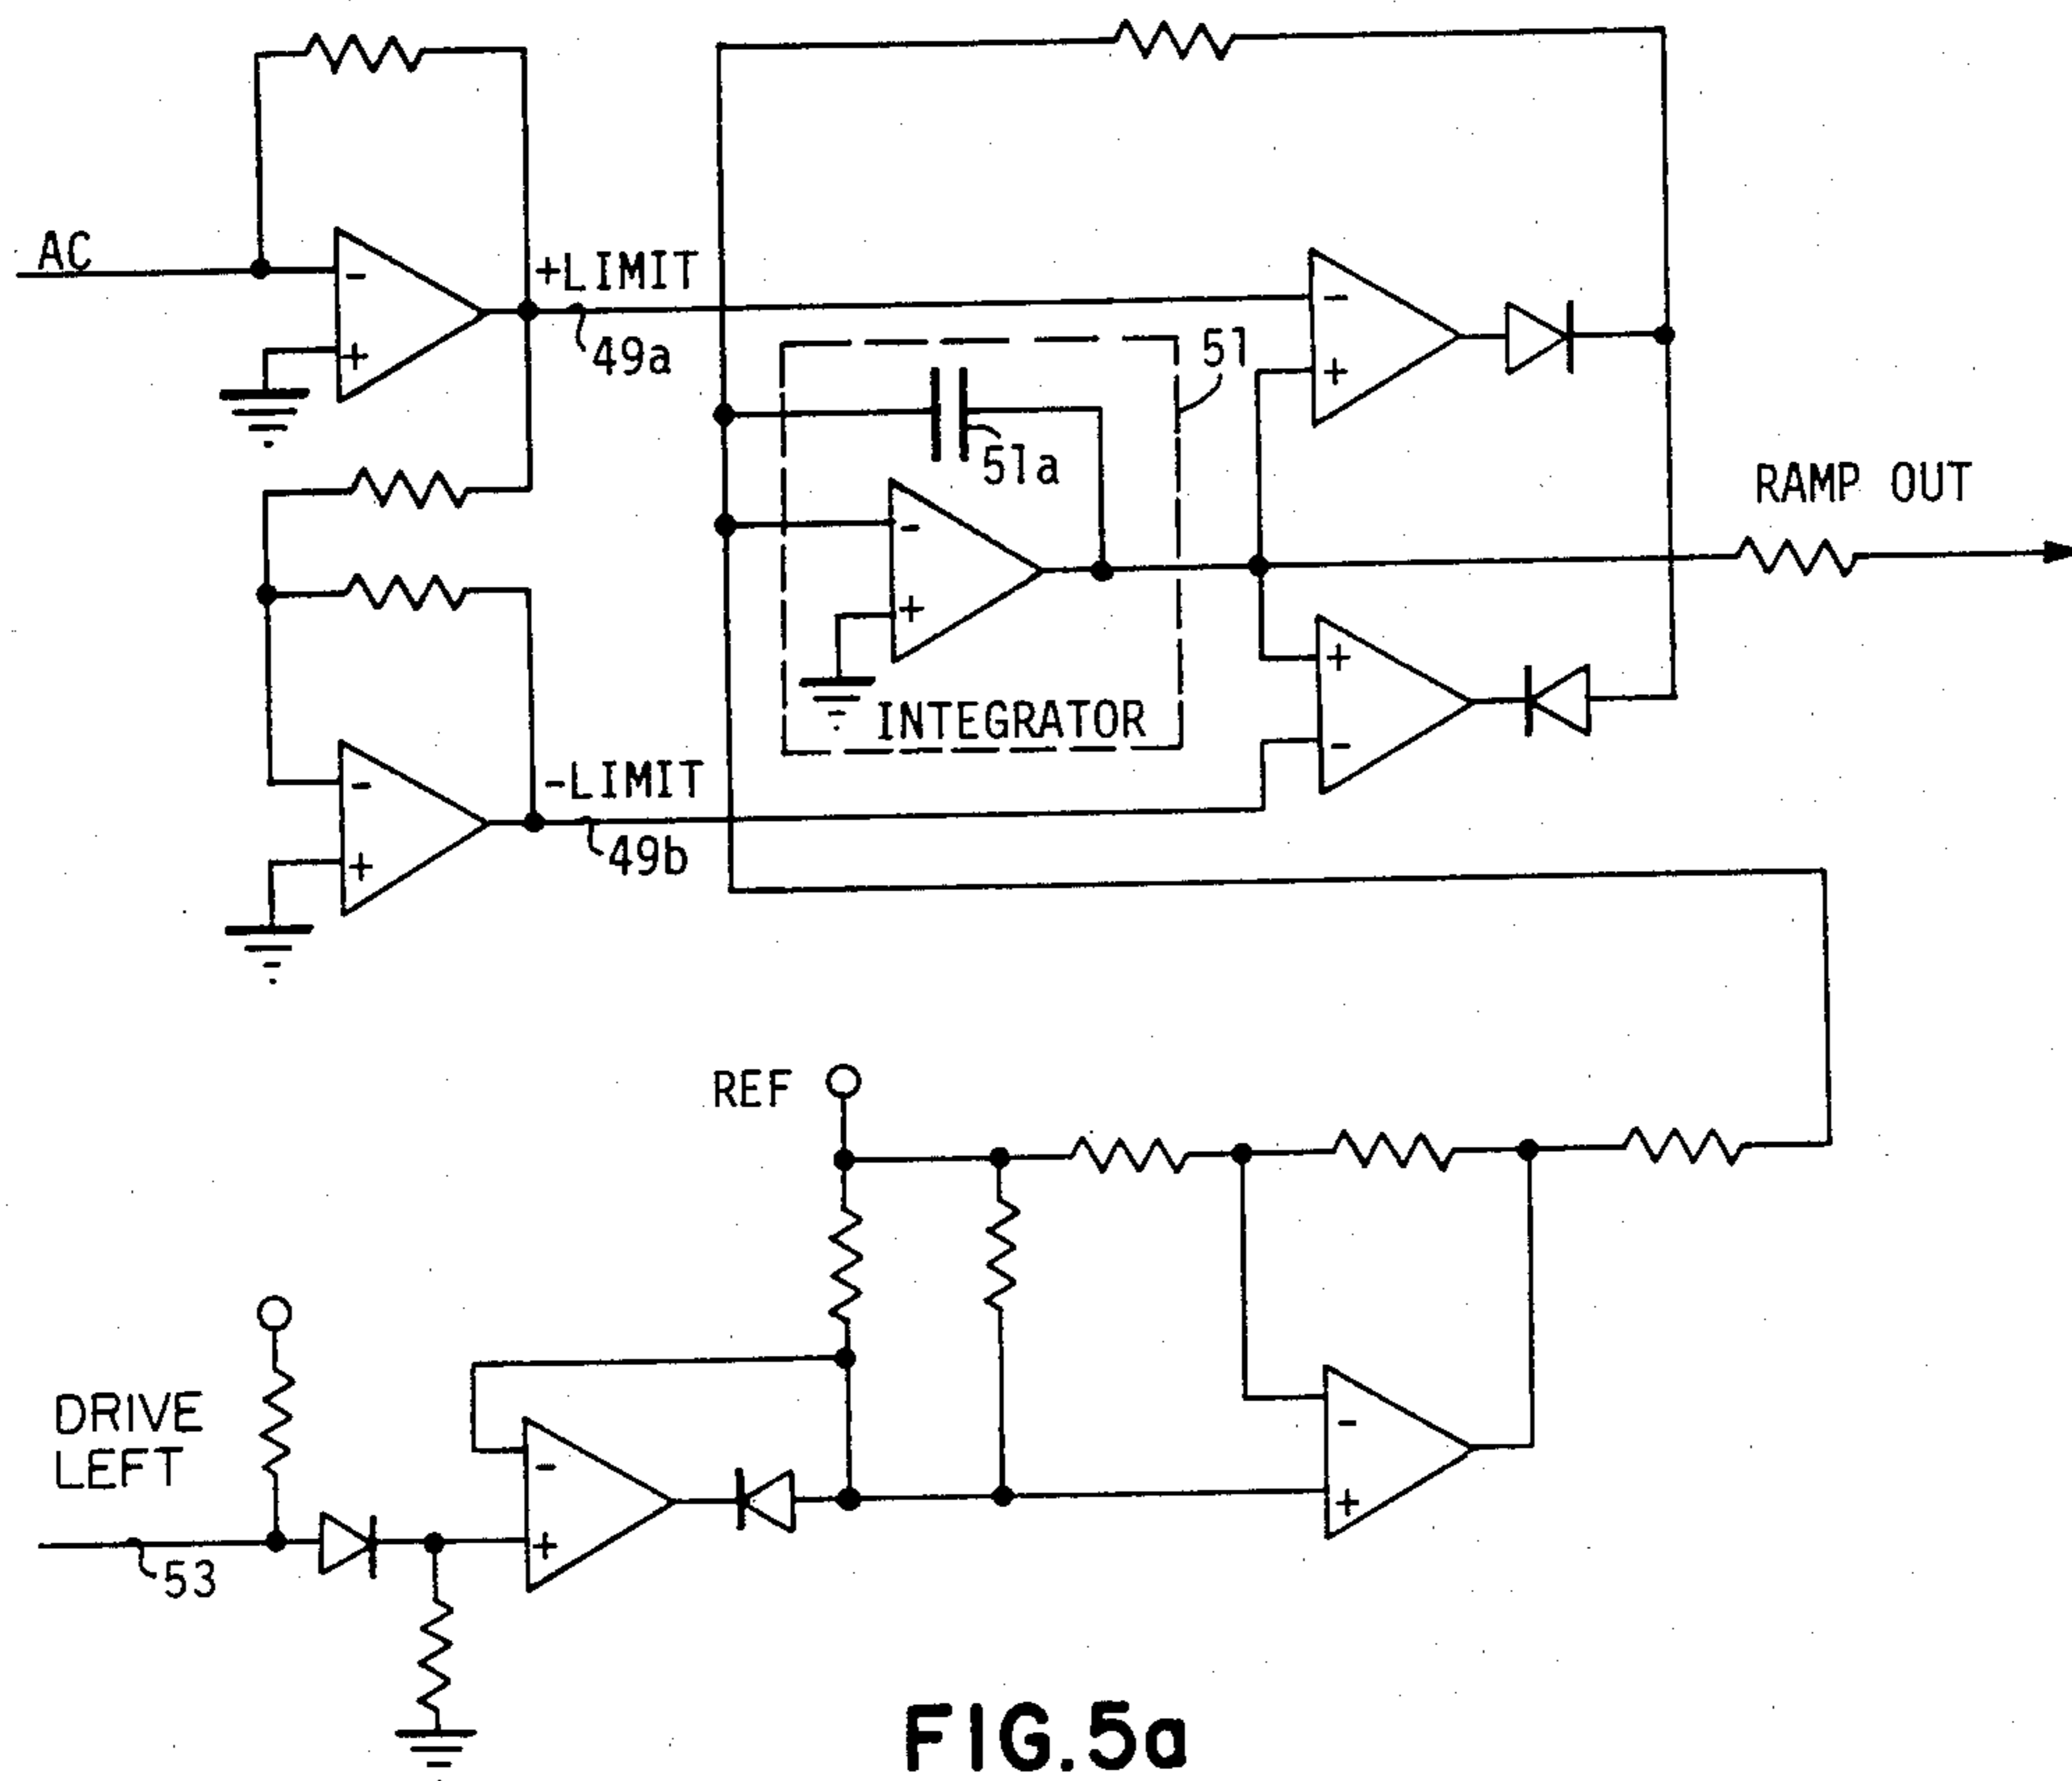 AC
+LIMIT
49a
51
51a
RAMP OUT
INTEGRATOR
-LIMIT
49b
REF
DRIVE
LEFT
53
FIG.5a